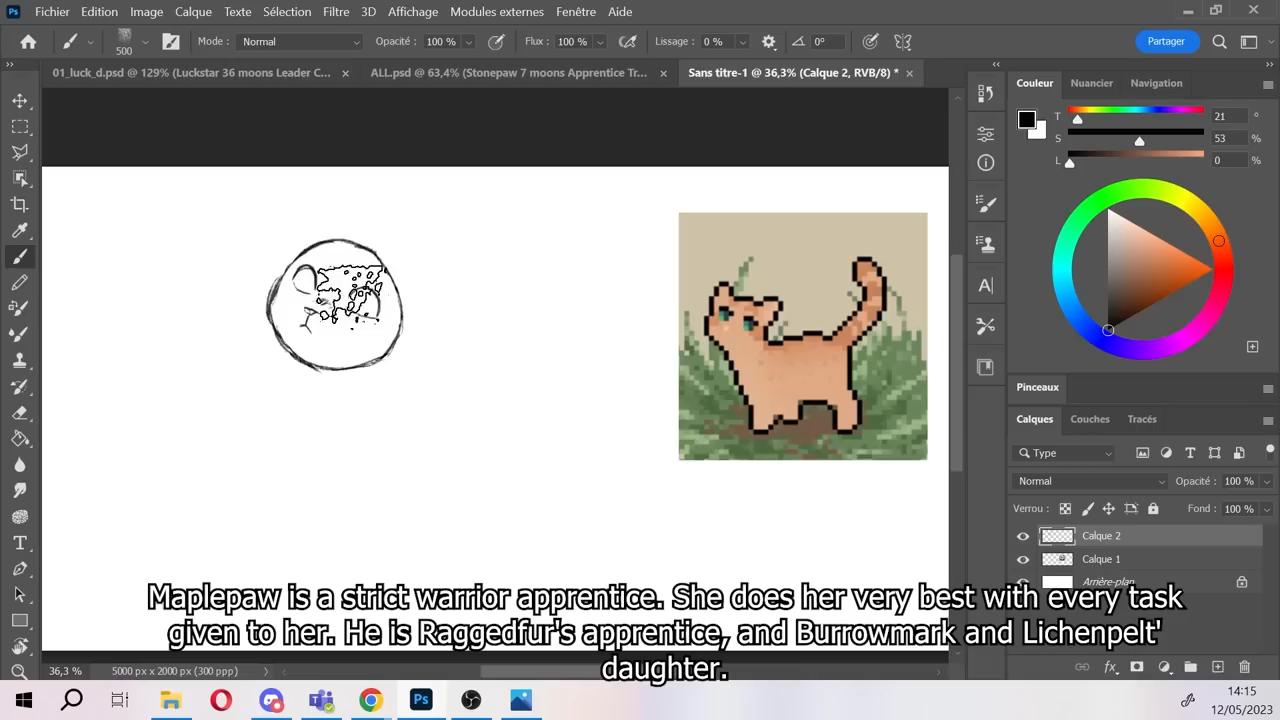 Fichier Edition Image Calque Texte Sélection Filtre 3D Affichage Modules externes Fenêtre Aide
500 Mode : Normal Opacité : 100 % Flux : 100 % Lissage : 0 % 0° Partager
01_luck_d.psd @ 129% (Luckstar 36 moons Leader C... × ALL.psd @ 63,4% (Stonepaw 7 moons Apprentice Tr... × Sans titre-1 @ 36,3% (Calque 2, RVB/8) * ×
Couleur Nuancier Navigation
T 21 °
S 53 %
L 0 %
Pinceaux
Calques Couches Tracés
Type
Normal Opacité : 100 %
Verrou : Fond : 100 %
Calque 2
Calque 1
Arrière-plan
Maplepaw is a strict warrior apprentice. She does her very best with every task
given to her. He is Raggedfur's apprentice, and Burrowmark and Lichenpelt'
daughter.
36,3 % 5000 px x 2000 px (300 ppp)
14:15
12/05/2023